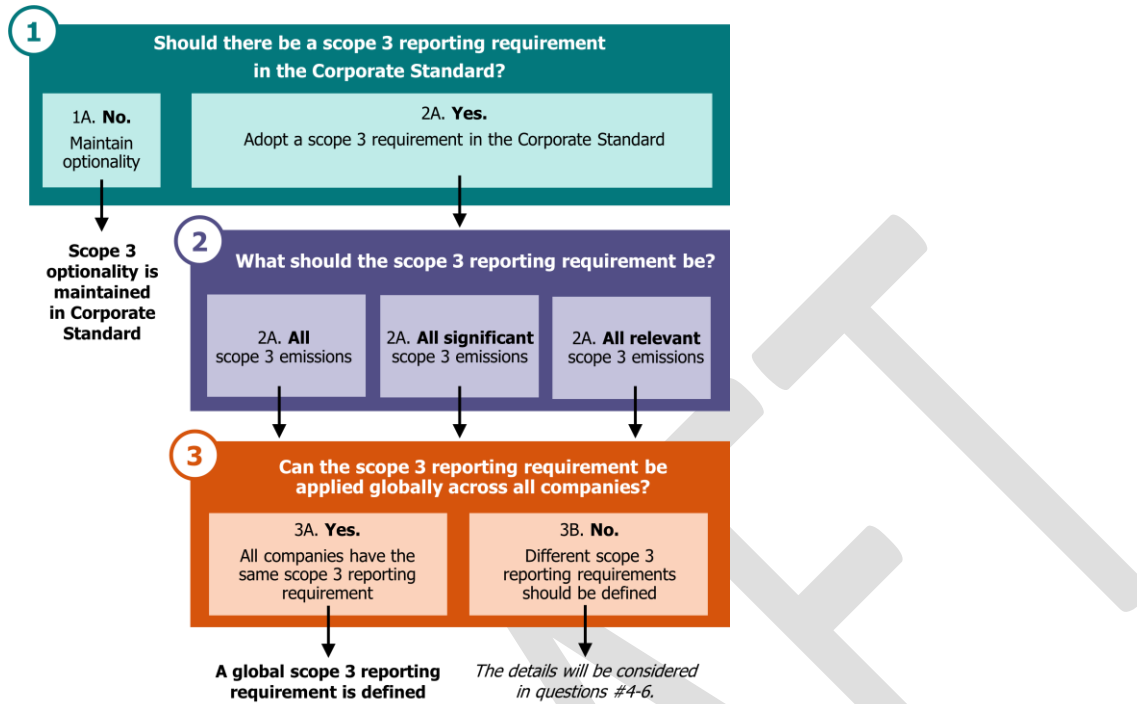 1
Should there be a scope 3 reporting requirement
in the Corporate Standard?
1A. No.
Maintain
optionality
2A. Yes.
Adopt a scope 3 requirement in the Corporate Standard
Scope 3
optionality is
maintained
in Corporate
Standard
2
What should the scope 3 reporting requirement be?
2A. All
scope 3 emissions
2A. All significant
scope 3 emissions
2A. All relevant
scope 3 emissions
3
Can the scope 3 reporting requirement be
applied globally across all companies?
3A. Yes.
All companies have the
same scope 3 reporting
requirement
3B. No.
Different scope 3
reporting requirements
should be defined
A global scope 3 reporting
requirement is defined
The details will be considered
in questions #4-6.